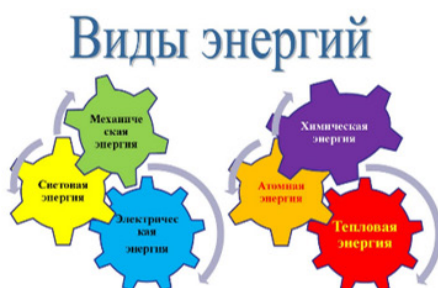 Виды энергий
Механиче
ская
энергия
Световая
энергия
Электричес
кая
энергия
Химическая
энергия
Атомная
энергия
Тепловая
энергия